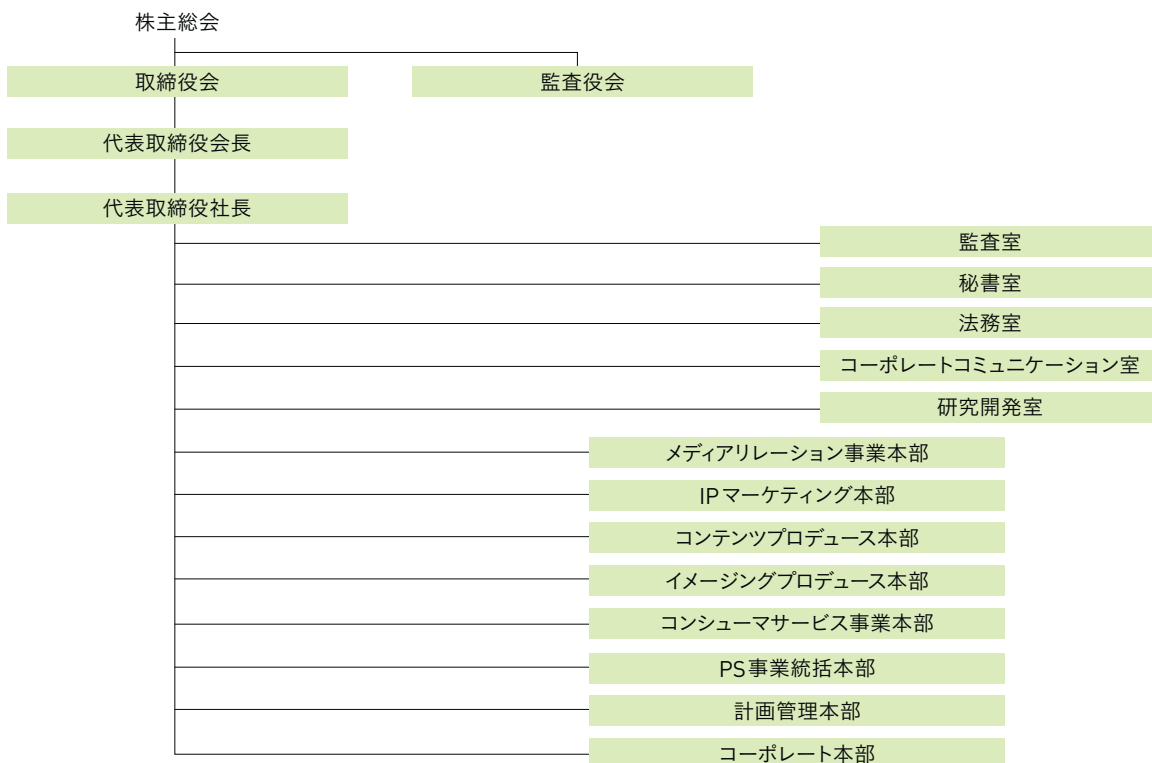 株主総会
取締役会
監査役会
代表取締役会長
代表取締役社長
監査室
秘書室
法務室
コーポレートコミュニケーション室
研究開発室
メディアリレーション事業本部
IPマーケティング本部
コンテンツプロデュース本部
イメージングプロデュース本部
コンシューマサービス事業本部
PS事業統括本部
計画管理本部
コーポレート本部